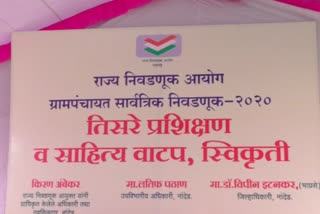 राज्य निवडणूक आयोग
ग्रामपंचायत सार्वत्रिक निवडणूक-२०२०
तिसरे प्रशिक्षण
व साहित्य वाटप, स्विकृती
किरण अंबेकर
मा.लतिफ पठाण
मा.डॉ.विपीन इटनकर,
उपविभागीय अधिकारी, नांदेड.
जिल्हाधिकारी, नांदेड.